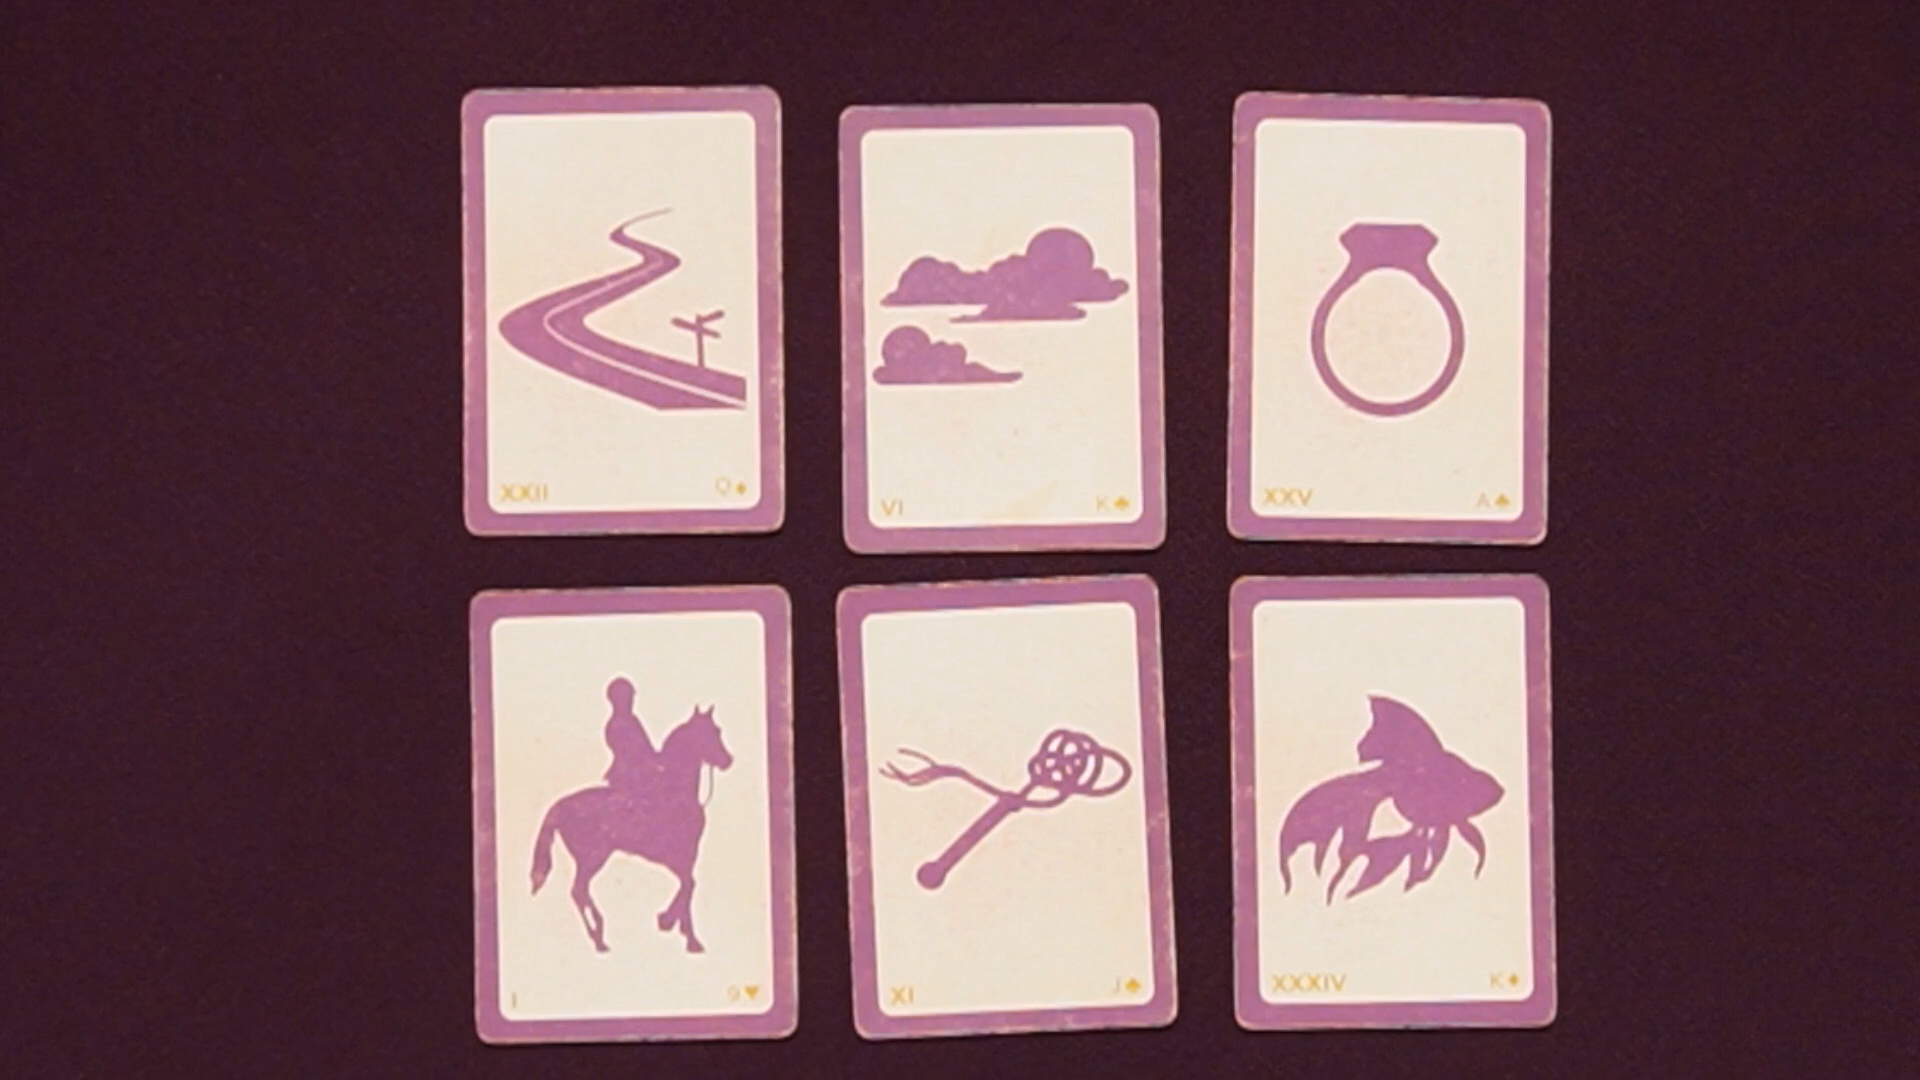 XXII Q♦
VI K♣
XXV A♣
I 9♥
XI J♣
XXXIV K♦